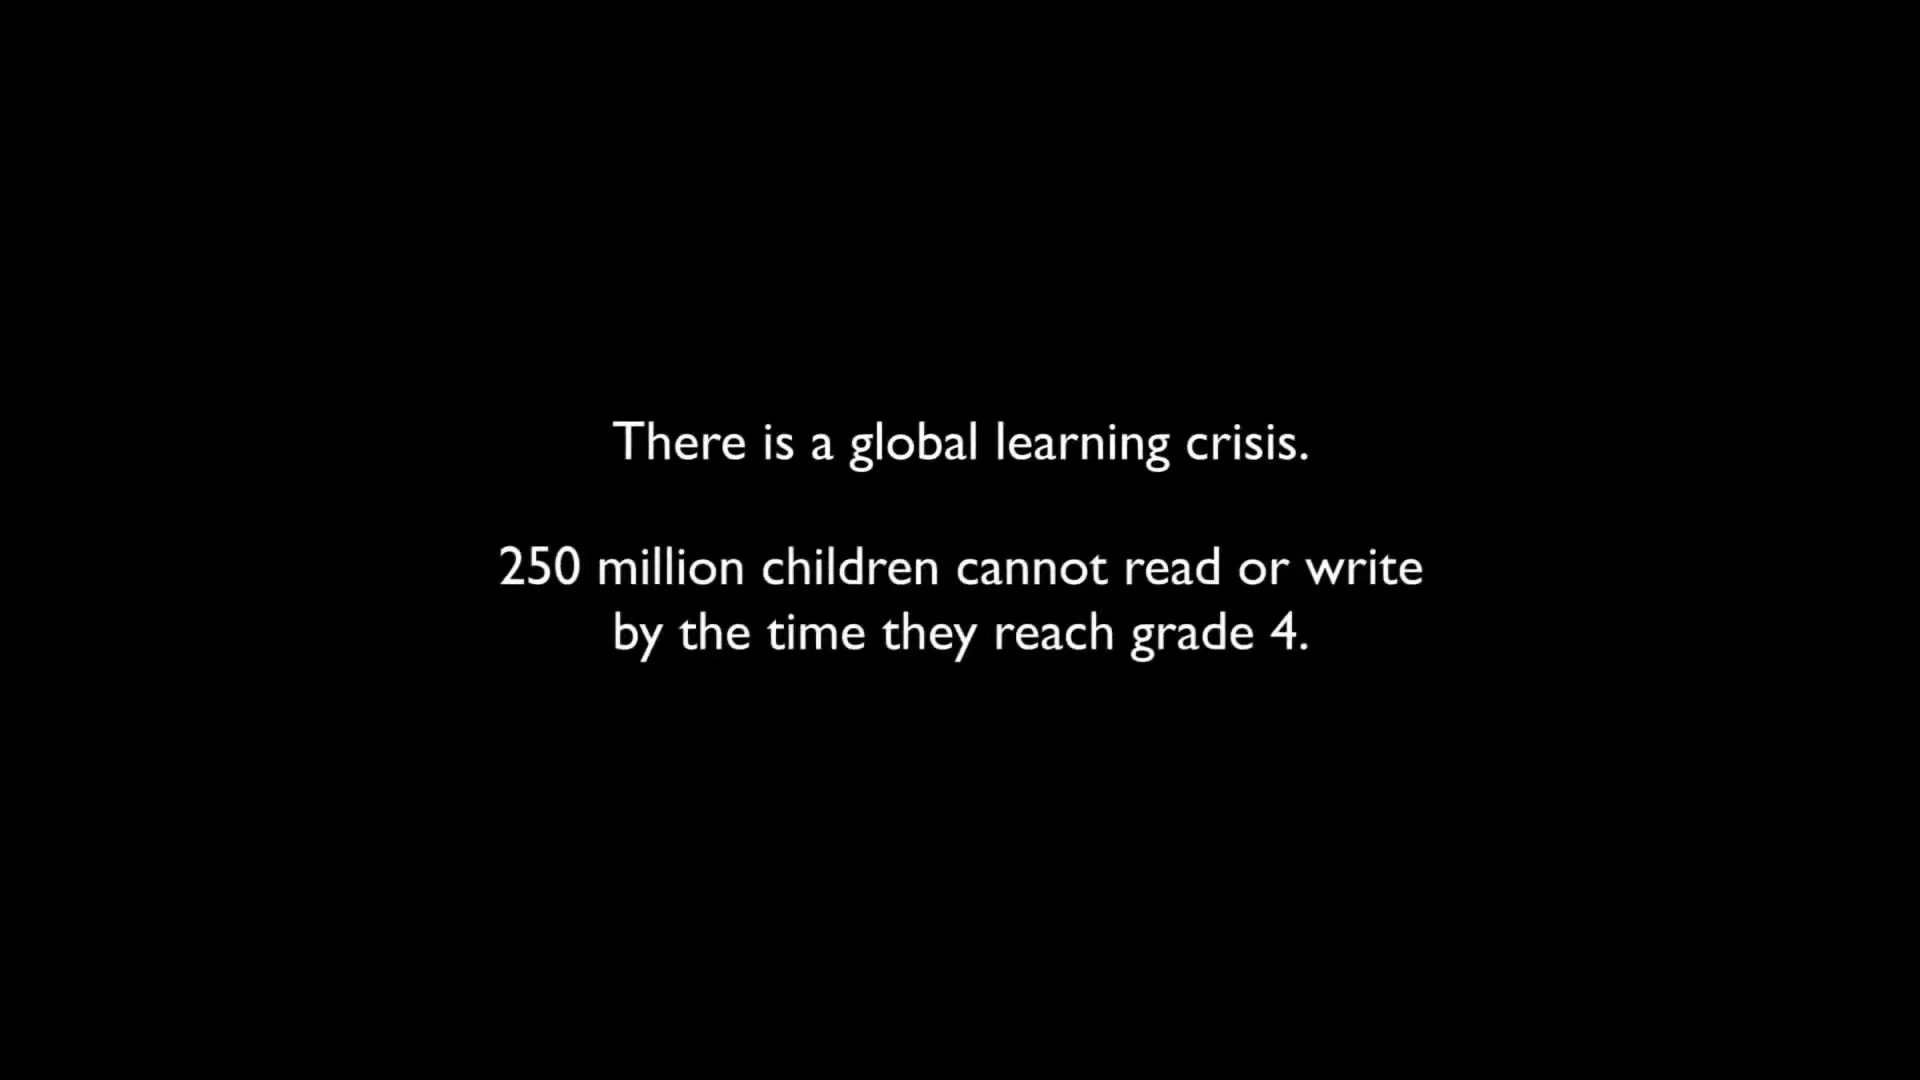 There is a global learning crisis.
250 million children cannot read or write
by the time they reach grade 4.